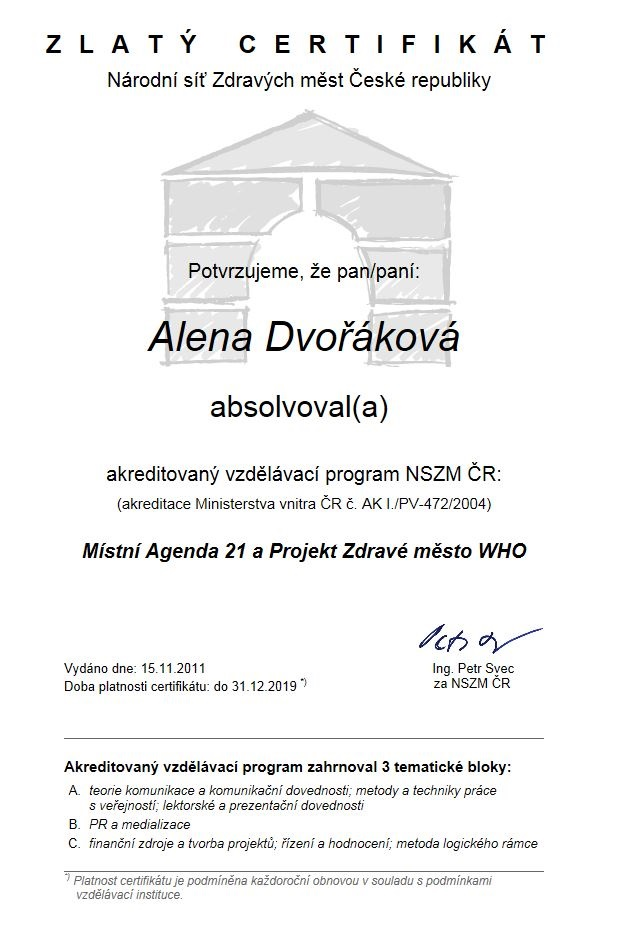 ZLATÝ CERTIFIKÁT
Národní síť Zdravých měst České republiky
Potvrzujeme, že pan/paní:
Alena Dvořáková
absolvoval(a)
akreditovaný vzdělávací program NSZM ČR:
(akreditace Ministerstva vnitra ČR č. AK I./PV-472/2004)
Místní Agenda 21 a Projekt Zdravé město WHO
Vydáno dne: 15.11.2011
Doba platnosti certifikátu: do 31.12.2019 *)
Ing. Petr Svec
za NSZM ČR
Akreditovaný vzdělávací program zahrnoval 3 tematické bloky:
A. teorie komunikace a komunikační dovednosti; metody a techniky práce
s veřejností; lektorské a prezentační dovednosti
B. PR a medializace
C. finanční zdroje a tvorba projektů; řízení a hodnocení; metoda logického rámce
*) Platnost certifikátu je podmíněna každoroční obnovou v souladu s podmínkami
vzdělávací instituce.